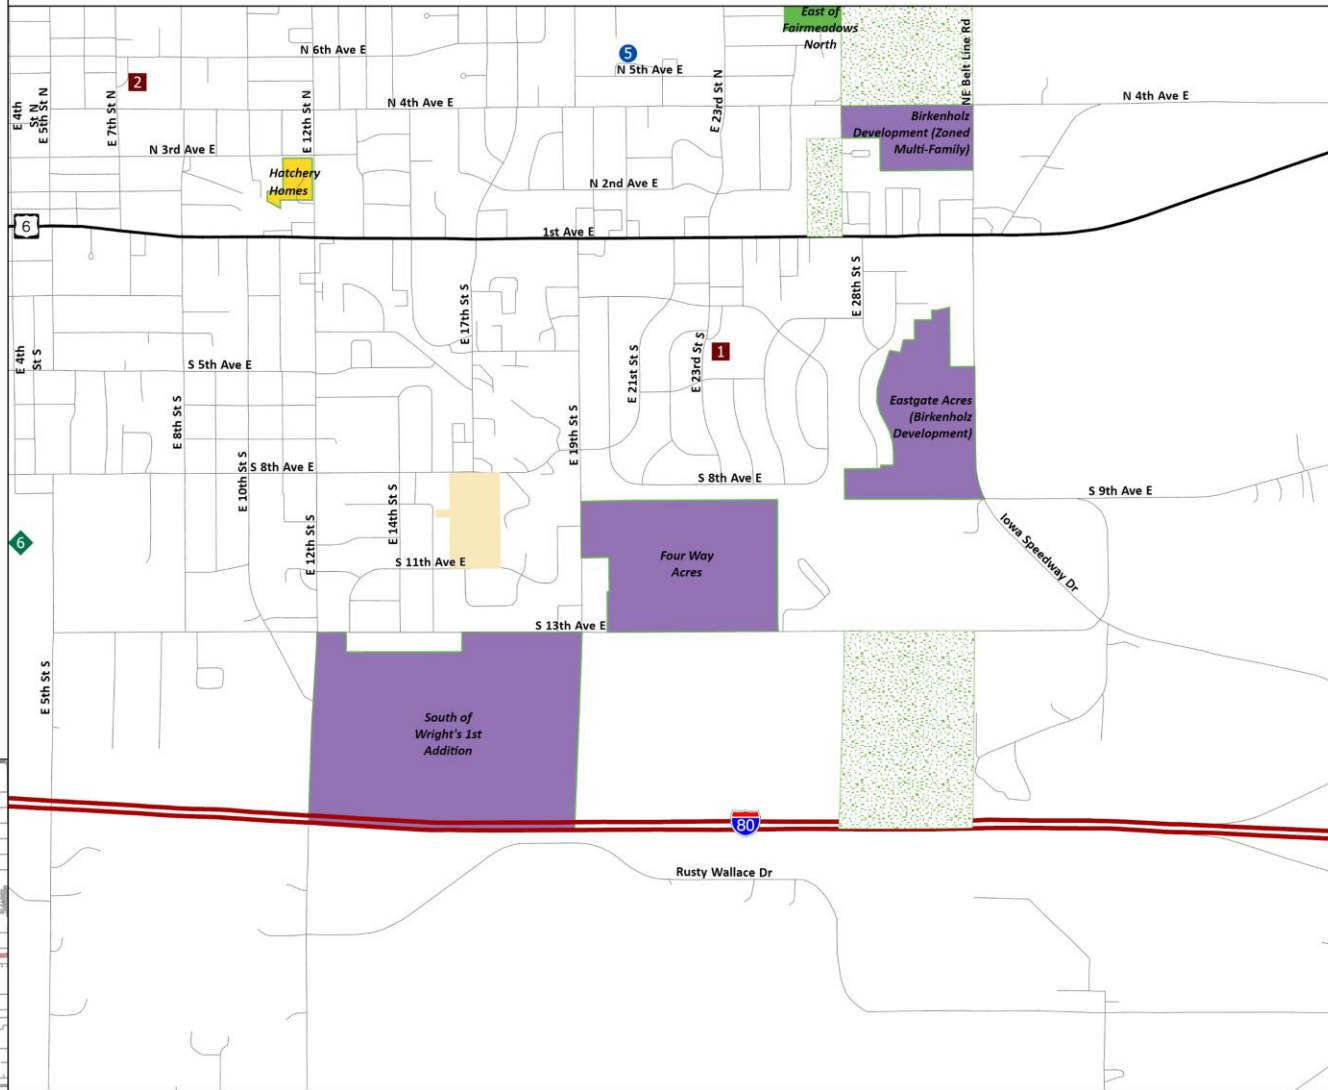 East of
Fairmeadows
North
NE Belt Line Rd
N 6th Ave E
5
N 5th Ave E
2
E 4th
St N
E 5th St N
E 7th St N
E 12th St N
E 23rd St N
N 4th Ave E
N 4th Ave E
Birkenholz
Development (Zoned
Multi-Family)
N 3rd Ave E
Hatchery
Homes
N 2nd Ave E
6
1st Ave E
E 28th St S
E 17th St S
E 4th
St S
S 5th Ave E
E 21st St S
E 23rd St S
1
E 8th St S
E 19th St S
Eastgate Acres
(Birkenholz
Development)
E 10th St S
S 8th Ave E
S 8th Ave E
S 9th Ave E
E 14th St S
E 12th St S
6
S 11th Ave E
Four Way
Acres
Iowa Speedway Dr
S 13th Ave E
E 5th St S
South of
Wright's 1st
Addition
80
Rusty Wallace Dr